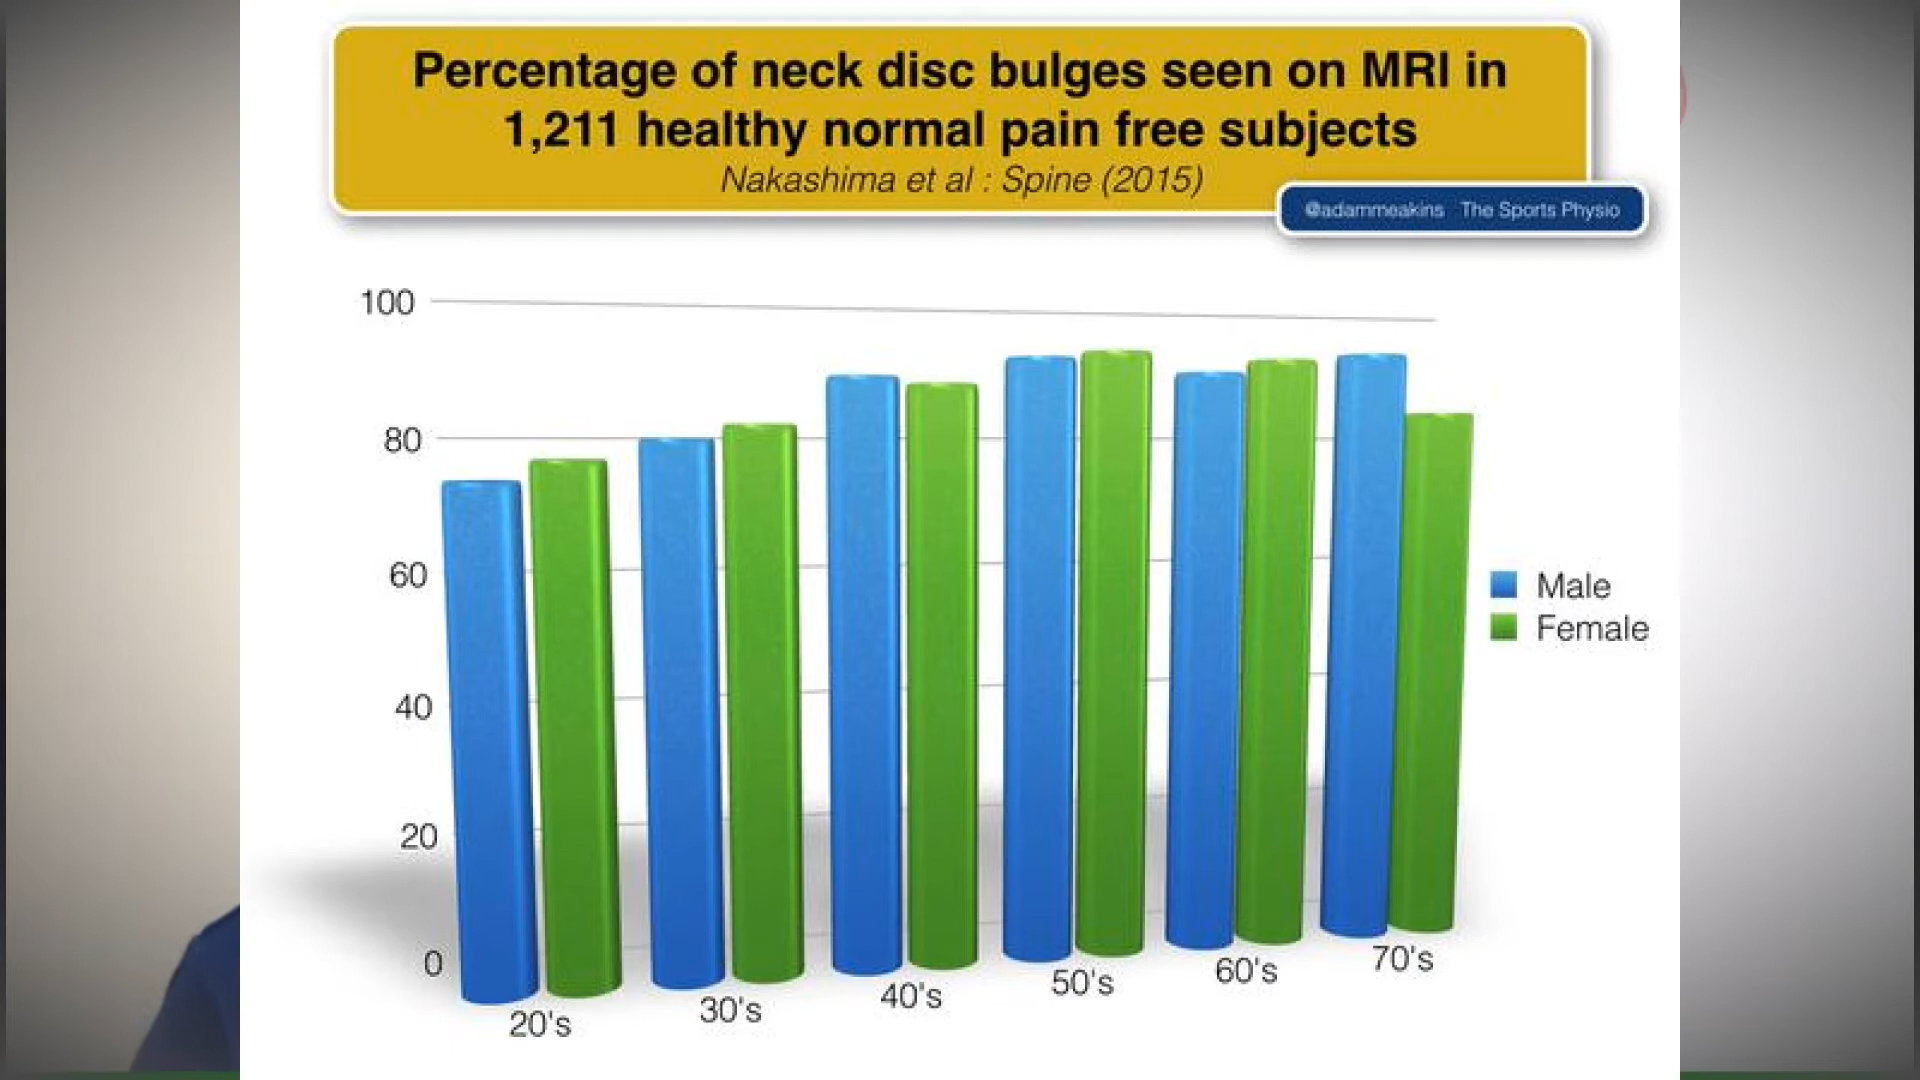 Percentage of neck disc bulges seen on MRI in
1,211 healthy normal pain free subjects
Nakashima et al : Spine (2015)
@adammeakins The Sports Physio
100
80
60
40
20
0
20's
30's
40's
50's
60's
70's
Male
Female